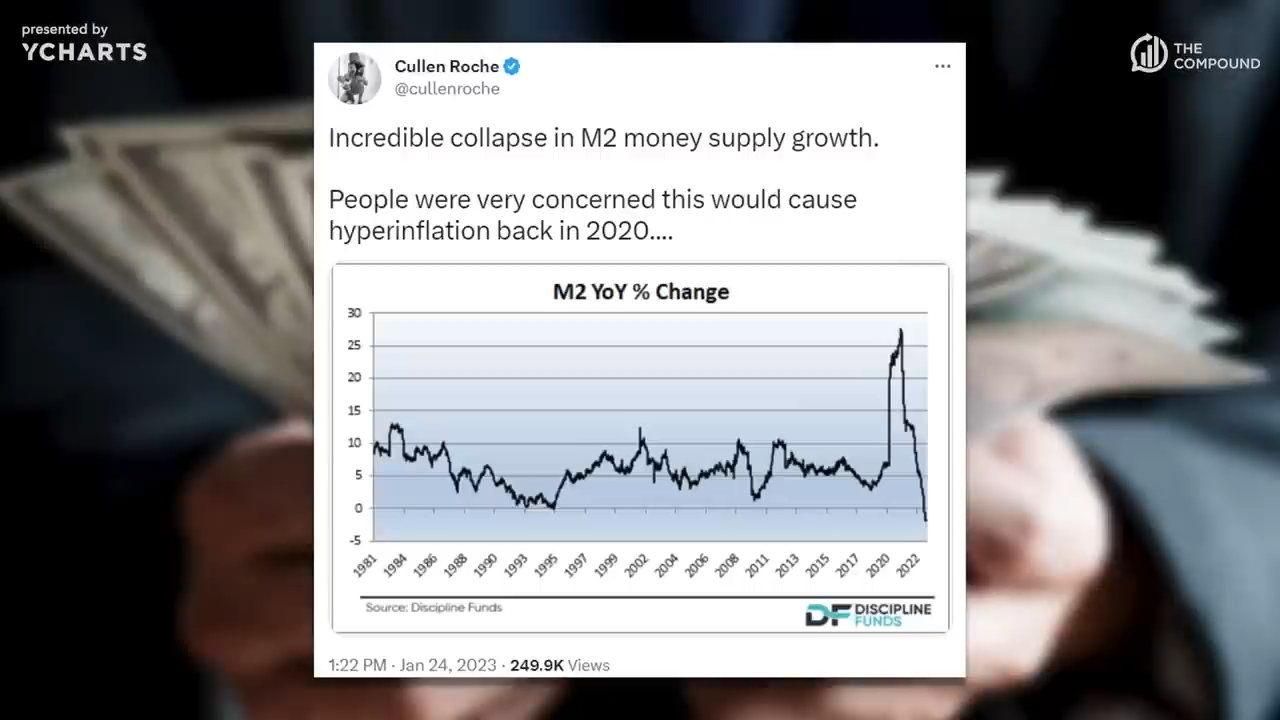 presented by
YCHARTS
THE
COMPOUND
Cullen Roche
@cullenroche
Incredible collapse in M2 money supply growth.
People were very concerned this would cause
hyperinflation back in 2020....
M2 YoY % Change
30
25
20
15
10
5
0
-5
1981 1984 1986 1988 1990 1993 1995 1997 1999 2002 2004 2006 2008 2011 2013 2015 2017 2020 2022
Source: Discipline Funds
DF DISCIPLINE
FUNDS
1:22 PM · Jan 24, 2023 · 249.9K Views